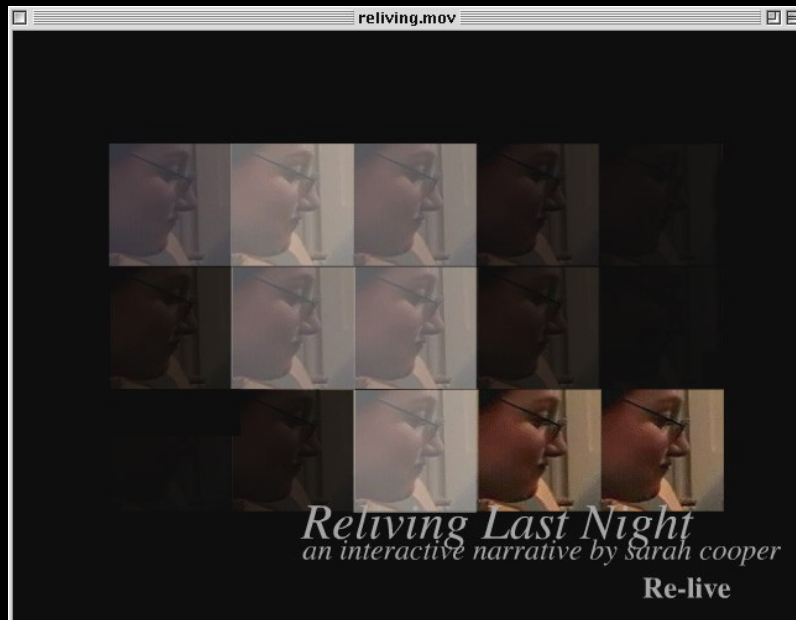 reliving.mov
Reliving Last Night
an interactive narrative by sarah cooper
Re-live